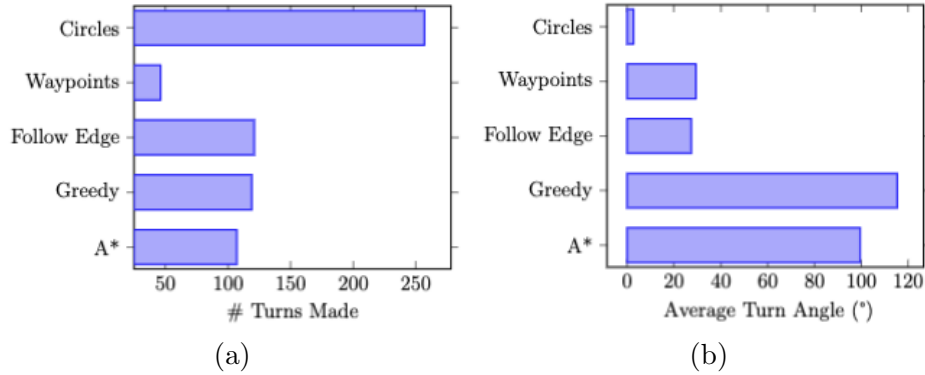 Circles
Waypoints
Follow Edge
Greedy
A*
50 100 150 200 250
# Turns Made
(a)
Circles
Waypoints
Follow Edge
Greedy
A*
0 20 40 60 80 100 120
Average Turn Angle (°)
(b)